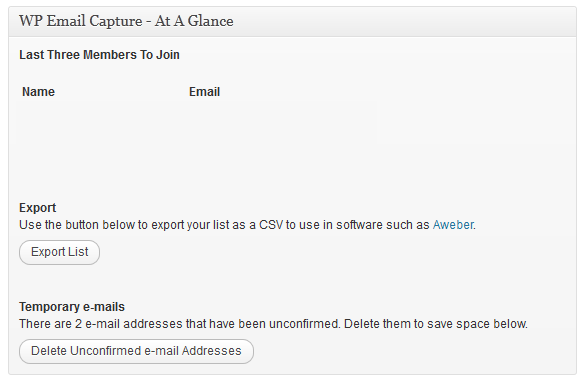 WP Email Capture - At A Glance
Last Three Members To Join
Name Email
Export
Use the button below to export your list as a CSV to use in software such as Aweber.
Export List
Temporary e-mails
There are 2 e-mail addresses that have been unconfirmed. Delete them to save space below.
Delete Unconfirmed e-mail Addresses